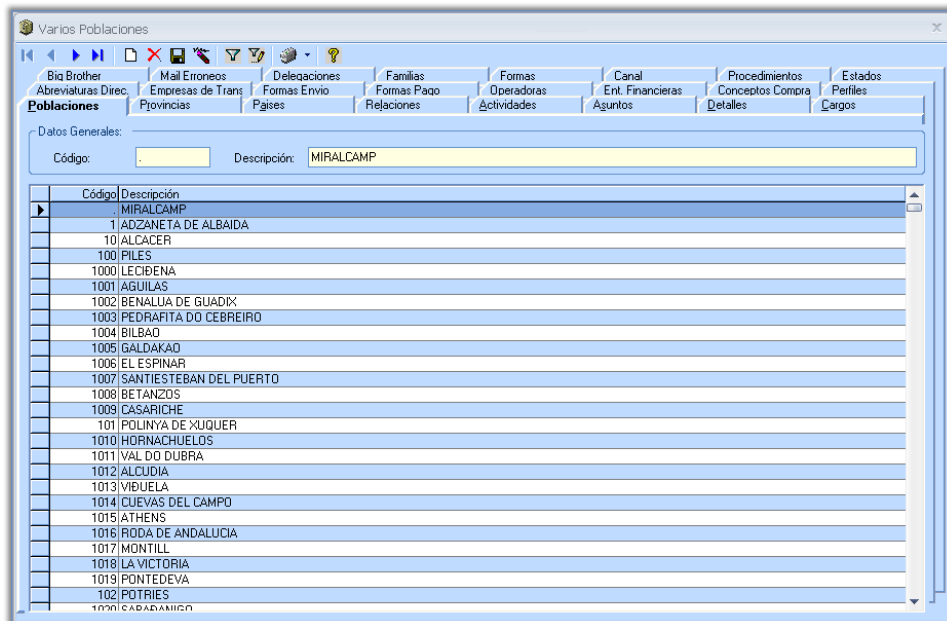 Varios Poblaciones
Big Brother Mail Erroneos Delegaciones Familias Formas Canal Procedimientos Estados
Abreviaturas Direc. Empresas de Trans Formas Envio Formas Pago Operadoras Ent. Financieras Conceptos Compra Perfiles
Poblaciones Provincias Paises Relaciones Actividades Asuntos Detalles Cargos
Datos Generales:
Código: . Descripción: MIRALCAMP
Código Descripción
. MIRALCAMP
1 ADZANETA DE ALBAIDA
10 ALCACER
100 PILES
1000 LECIÐENA
1001 AGUILAS
1002 BENALUA DE GUADIX
1003 PEDRAFITA DO CEBREIRO
1004 BILBAO
1005 GALDAKAO
1006 EL ESPINAR
1007 SANTIESTEBAN DEL PUERTO
1008 BETANZOS
1009 CASARICHE
101 POLINYA DE XUQUER
1010 HORNACHUELOS
1011 VAL DO DUBRA
1012 ALCUDIA
1013 VIÐUELA
1014 CUEVAS DEL CAMPO
1015 ATHENS
1016 RODA DE ANDALUCIA
1017 MONTILL
1018 LA VICTORIA
1019 PONTEDEVA
102 POTRIES
1020 SABAÐANIGO